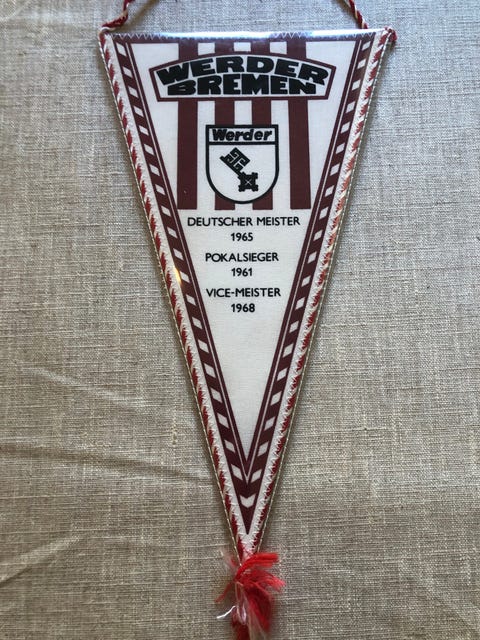 WERDER
BREMEN
Werder
DEUTSCHER MEISTER
1965
POKALSIEGER
1961
VICE-MEISTER
1968